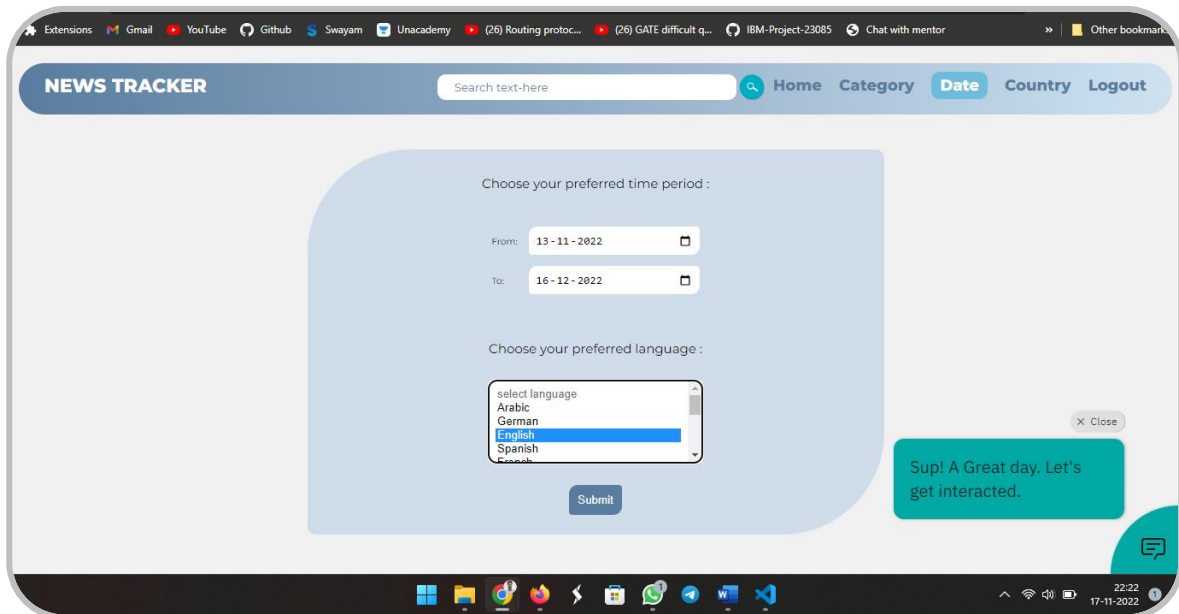 Extensions Gmail YouTube Github Swayam Unacademy (26) Routing protoc... (26) GATE difficult q... IBM-Project-23085 Chat with mentor » Other bookmarks
NEWS TRACKER Search text-here Home Category Date Country Logout
Choose your preferred time period :
From: 13-11-2022
To: 16-12-2022
Choose your preferred language :
select language
Arabic
German
English
Spanish
French
× Close
Sup! A Great day. Let's
get interacted.
Submit
22:22
17-11-2022